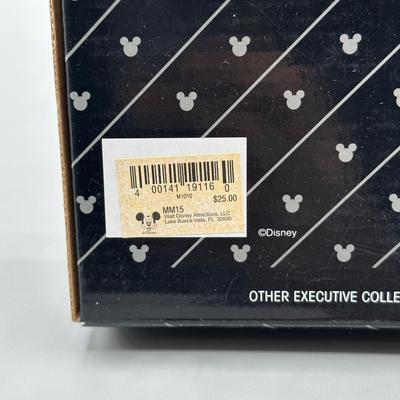 4 00141 19116 0
M1010
$25.00
MM15
Walt Disney Attractions, LLC
Lake Buena Vista, FL 32830
©Disney
OTHER EXECUTIVE COLLE